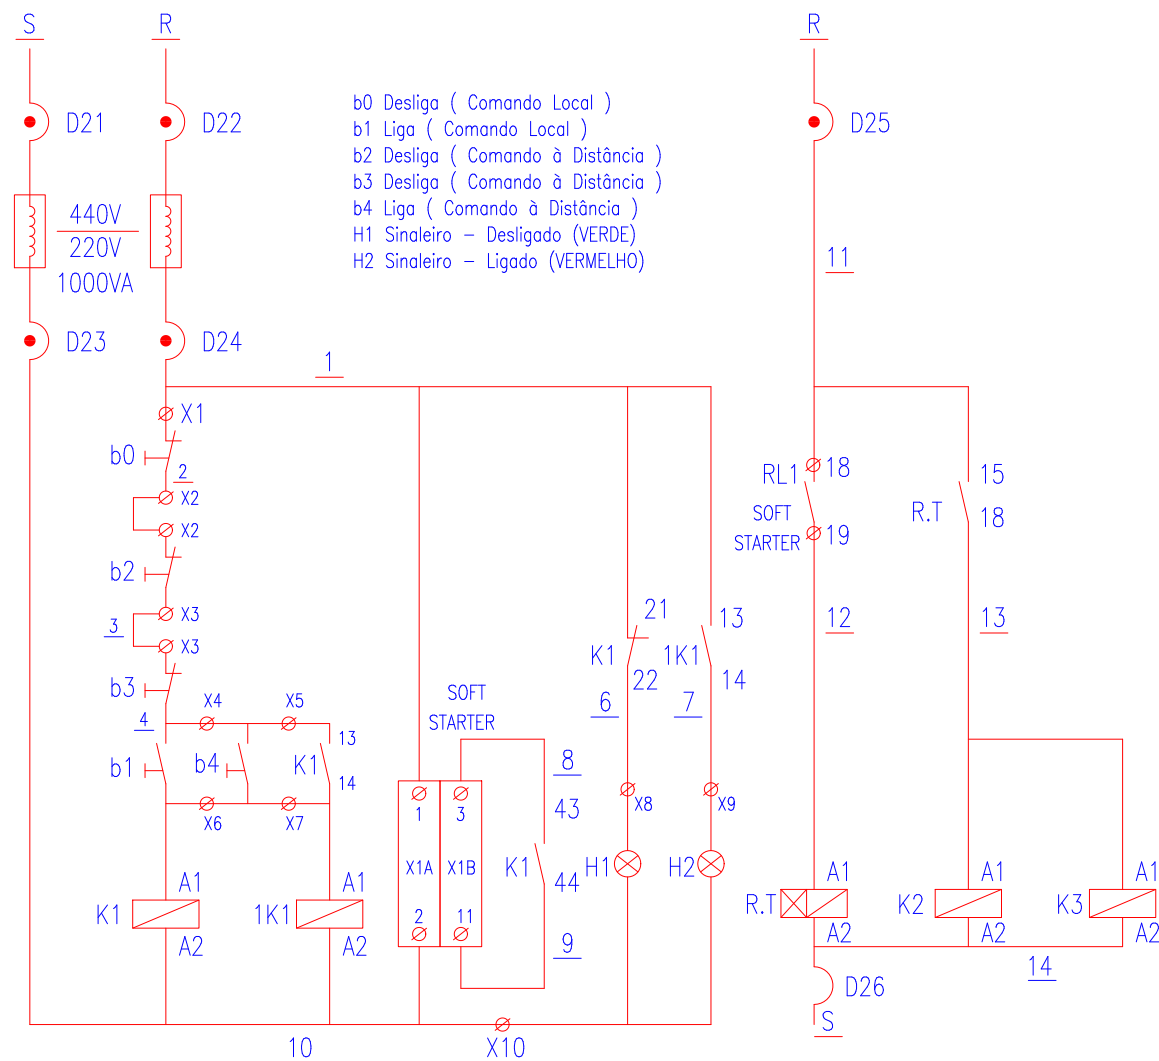 S
R
R
D21
D22
D25
b0 Desliga ( Comando Local )
b1 Liga ( Comando Local )
b2 Desliga ( Comando à Distância )
b3 Desliga ( Comando à Distância )
b4 Liga ( Comando à Distância )
H1 Sinaleiro – Desligado (VERDE)
H2 Sinaleiro – Ligado (VERMELHO)
440V
220V
1000VA
11
D23
D24
1
X1
b0
2
X2
X2
b2
X3
3
X3
b3
4
X4
X5
b1
b4
K1
13
14
X6
X7
A1
K1
A2
A1
1K1
A2
SOFT
STARTER
1
3
X1A
X1B
2
11
8
43
K1
44
9
21
K1
22
6
13
1K1
14
7
X8
X9
H1
H2
10
X10
RL1
18
SOFT
STARTER
19
15
R.T
18
12
13
A1
R.T
A2
A1
K2
A2
A1
K3
A2
14
D26
S